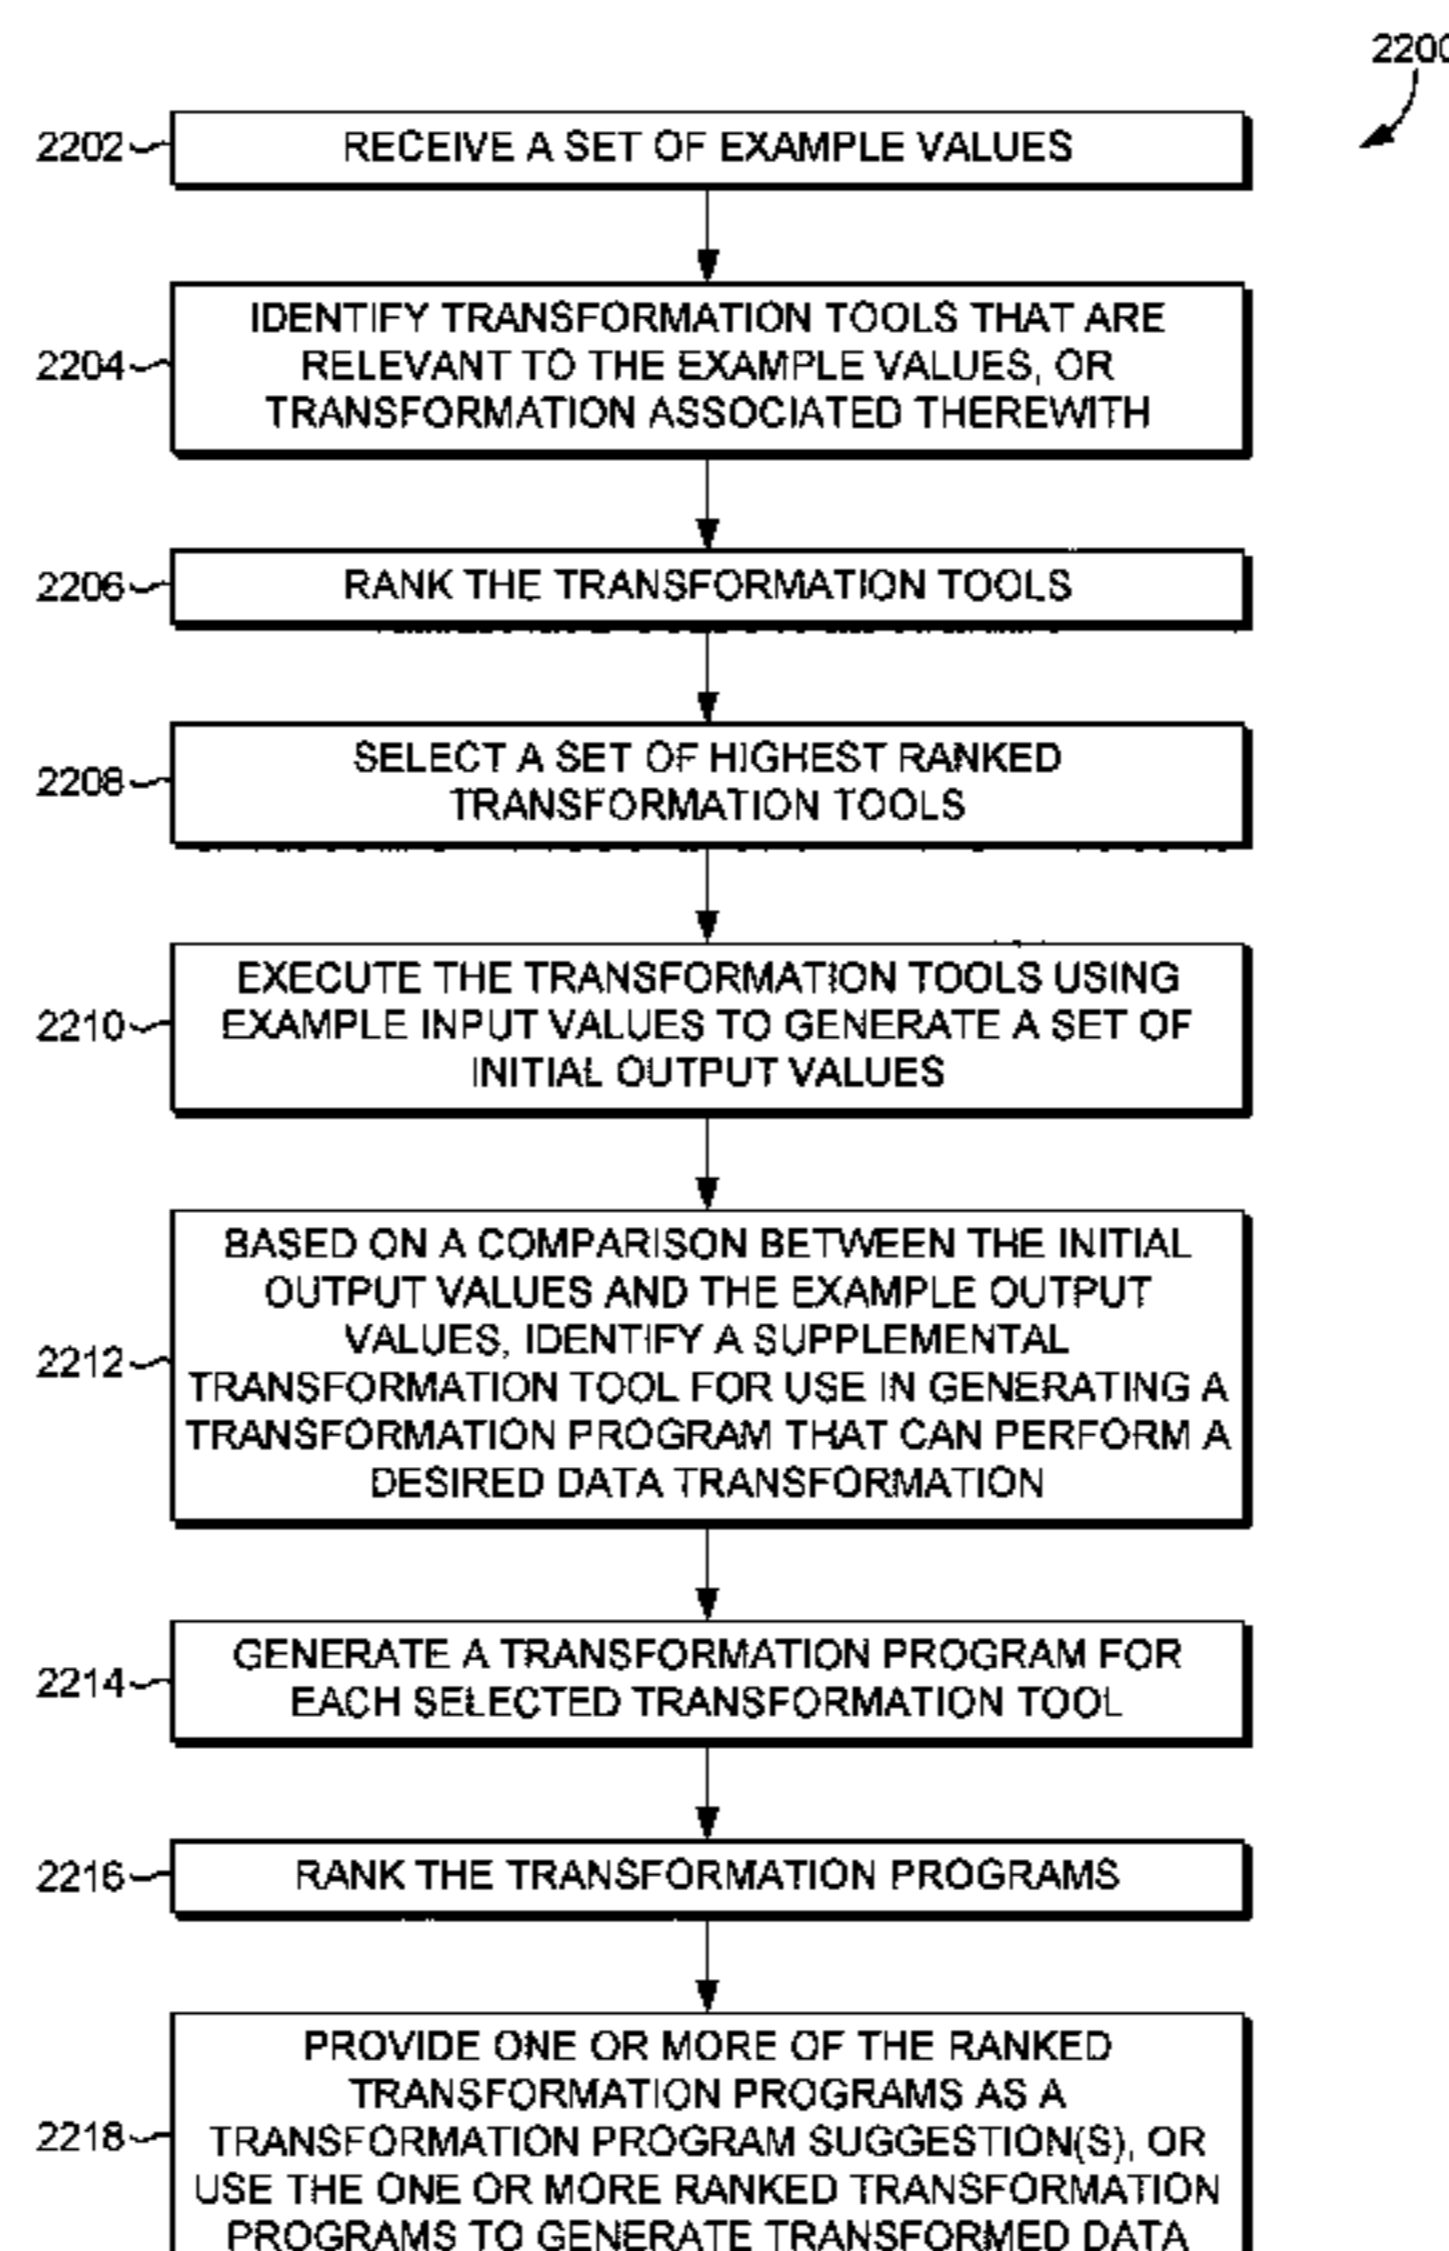 2200
2202
RECEIVE A SET OF EXAMPLE VALUES
2204
IDENTIFY TRANSFORMATION TOOLS THAT ARE
RELEVANT TO THE EXAMPLE VALUES, OR
TRANSFORMATION ASSOCIATED THEREWITH
2206
RANK THE TRANSFORMATION TOOLS
2208
SELECT A SET OF HIGHEST RANKED
TRANSFORMATION TOOLS
2210
EXECUTE THE TRANSFORMATION TOOLS USING
EXAMPLE INPUT VALUES TO GENERATE A SET OF
INITIAL OUTPUT VALUES
2212
BASED ON A COMPARISON BETWEEN THE INITIAL
OUTPUT VALUES AND THE EXAMPLE OUTPUT
VALUES, IDENTIFY A SUPPLEMENTAL
TRANSFORMATION TOOL FOR USE IN GENERATING A
TRANSFORMATION PROGRAM THAT CAN PERFORM A
DESIRED DATA TRANSFORMATION
2214
GENERATE A TRANSFORMATION PROGRAM FOR
EACH SELECTED TRANSFORMATION TOOL
2216
RANK THE TRANSFORMATION PROGRAMS
2218
PROVIDE ONE OR MORE OF THE RANKED
TRANSFORMATION PROGRAMS AS A
TRANSFORMATION PROGRAM SUGGESTION(S), OR
USE THE ONE OR MORE RANKED TRANSFORMATION
PROGRAMS TO GENERATE TRANSFORMED DATA